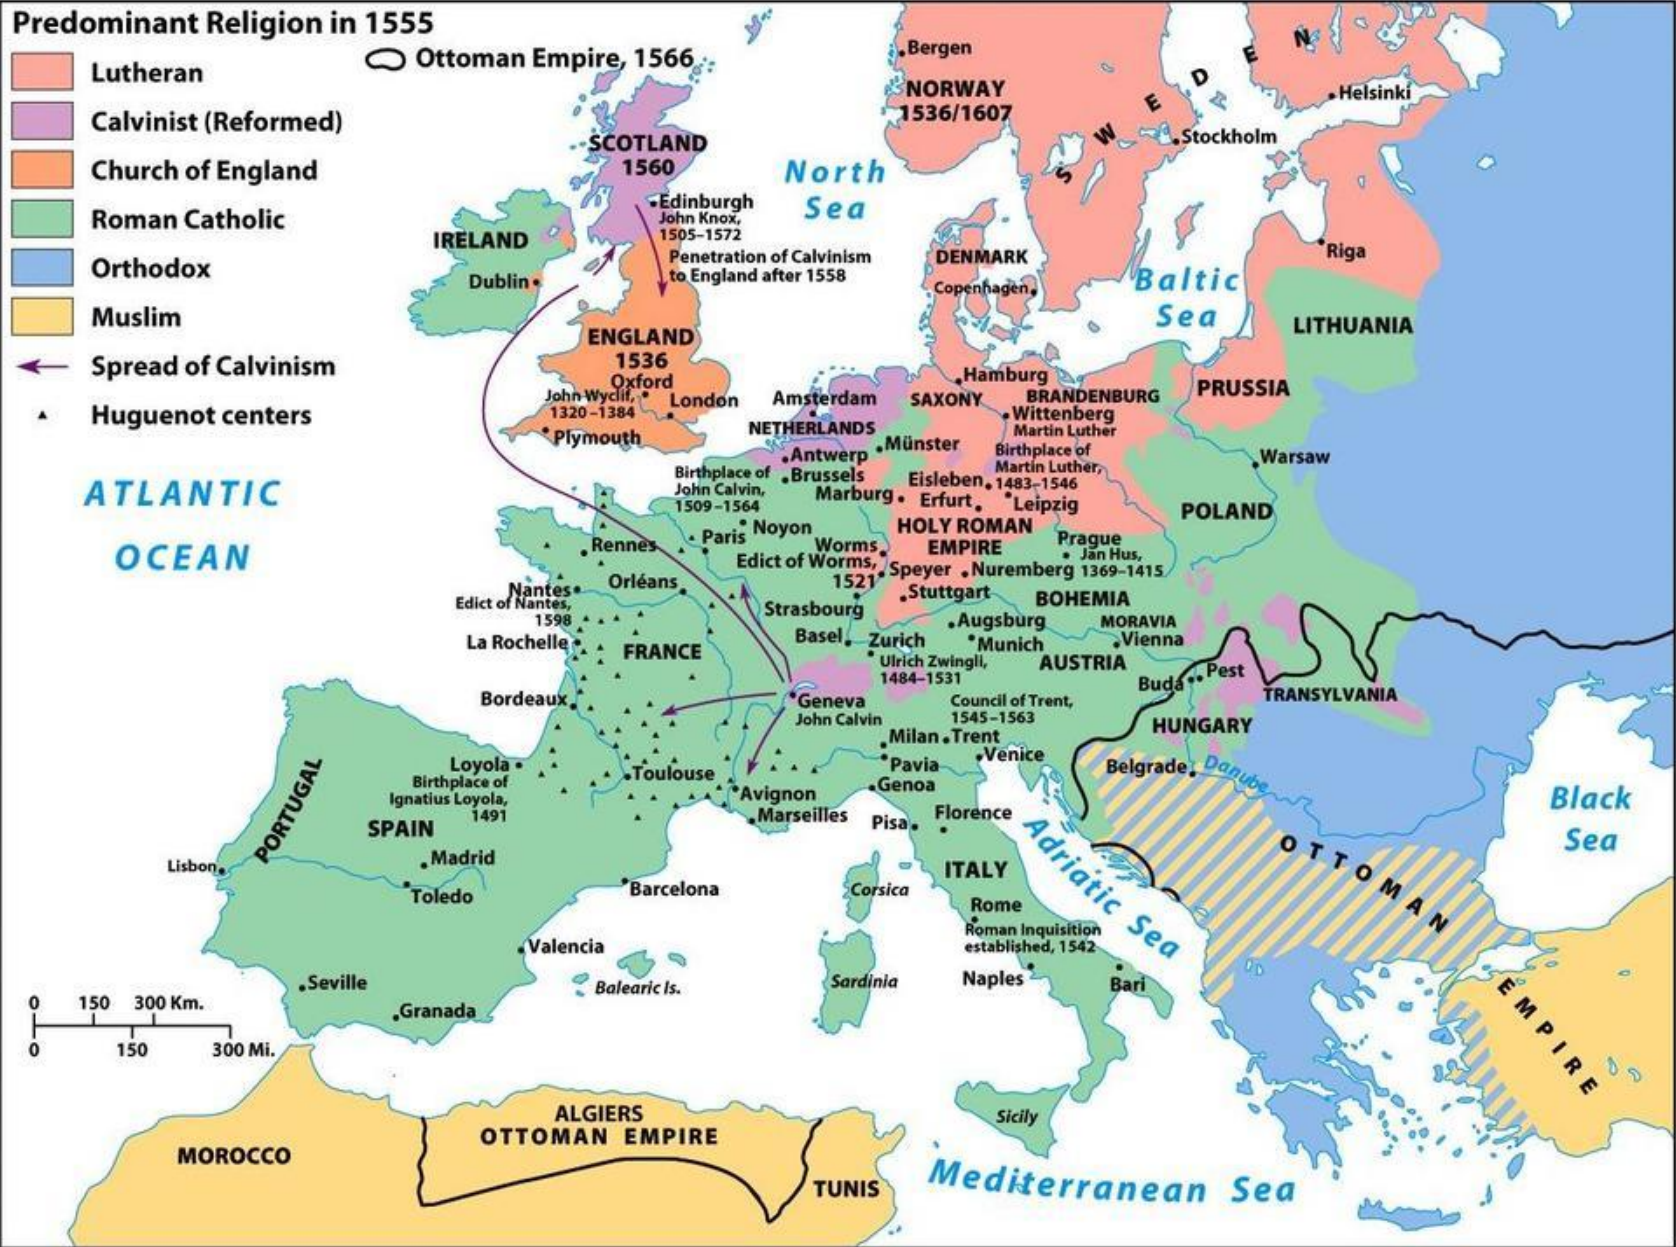 Predominant Religion in 1555
Ottoman Empire, 1566
Lutheran
Calvinist (Reformed)
Church of England
Roman Catholic
Orthodox
Muslim
Spread of Calvinism
Huguenot centers
ATLANTIC
OCEAN
North
Sea
Baltic
Sea
SCOTLAND
1560
Edinburgh
John Knox,
1505–1572
Penetration of Calvinism
to England after 1558
IRELAND
Dublin
ENGLAND
1536
Oxford
John Wyclif,
1320–1384
London
Plymouth
Bergen
NORWAY
1536/1607
SWEDEN
Helsinki
Stockholm
Riga
DENMARK
Copenhagen
LITHUANIA
PRUSSIA
Hamburg
SAXONY
BRANDENBURG
Wittenberg
Martin Luther
Amsterdam
NETHERLANDS
Münster
Antwerp
Brussels
Birthplace of
Martin Luther,
1483–1546
Eisleben
Marburg
Erfurt
Leipzig
Warsaw
POLAND
Birthplace of
John Calvin,
1509–1564
Noyon
Paris
HOLY ROMAN
EMPIRE
Worms
Edict of Worms,
1521
Speyer
Nuremberg
Prague
Jan Hus,
1369–1415
Stuttgart
Strasbourg
BOHEMIA
Augsburg
MORAVIA
Vienna
Munich
AUSTRIA
Basel
Zurich
Ulrich Zwingli,
1484–1531
Rennes
Orléans
Nantes
Edict of Nantes,
1598
La Rochelle
FRANCE
Bordeaux
Geneva
John Calvin
Council of Trent,
1545–1563
Milan
Trent
Venice
Pavia
Genoa
Buda
Pest
TRANSYLVANIA
HUNGARY
Belgrade
Danube
Loyola
Birthplace of
Ignatius Loyola,
1491
Toulouse
Avignon
Marseilles
PORTUGAL
SPAIN
Lisbon
Madrid
Toledo
Barcelona
Valencia
Seville
Granada
Balearic Is.
Pisa
Florence
ITALY
Corsica
Rome
Roman Inquisition
established, 1542
Sardinia
Naples
Bari
Sicily
Adriatic Sea
Black
Sea
OTTOMAN
EMPIRE
0 150 300 Km.
0 150 300 Mi.
MOROCCO
ALGIERS
OTTOMAN EMPIRE
TUNIS
Mediterranean Sea